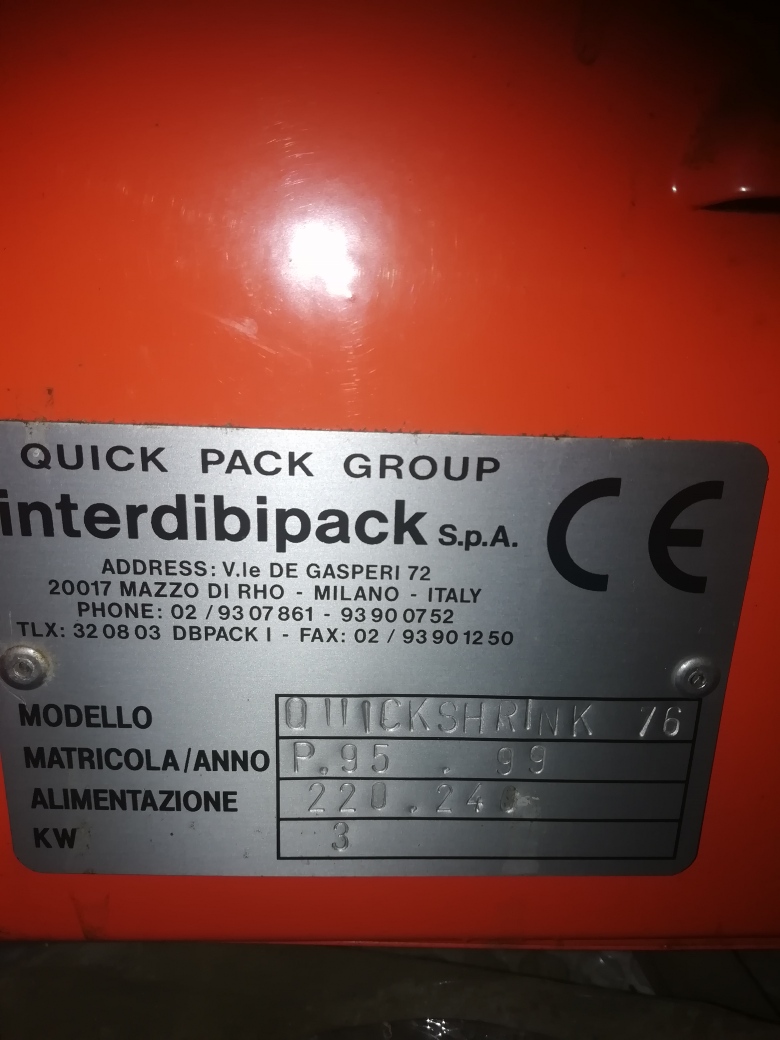 QUICK PACK GROUP
interdibipack S.p.A.
CE
ADDRESS: V.le DE GASPERI 72
20017 MAZZO DI RHO - MILANO - ITALY
PHONE: 02 / 93 07 861 - 93 90 07 52
TLX: 32 08 03 DBPACK I - FAX: 02 / 93 90 12 50
MODELLO QUICKSHRINK 76
MATRICOLA/ANNO P.95 . 99
ALIMENTAZIONE 220.240
KW 3